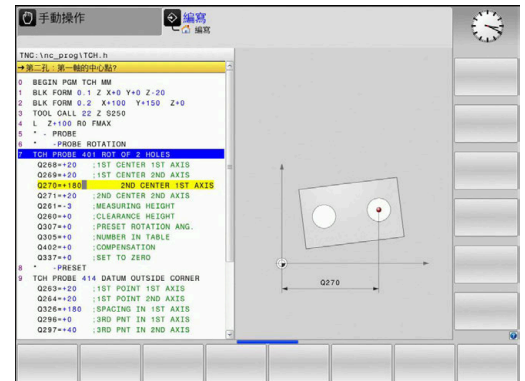 手動操作
編寫
編寫
TNC:\nc_prog\TCH.h
→第二孔：第一軸的中心點?
0 BEGIN PGM TCH MM
1 BLK FORM 0.1 Z X+0 Y+0 Z-20
2 BLK FORM 0.2 X+100 Y+150 Z+0
3 TOOL CALL 22 Z S250
4 L Z+100 R0 FMAX
5 * - PROBE
6 * -PROBE ROTATION
7 TCH PROBE 401 ROT OF 2 HOLES
Q268=+20 ;1ST CENTER 1ST AXIS
Q269=+20 ;1ST CENTER 2ND AXIS
Q270=+180 2ND CENTER 1ST AXIS
Q271=+20 ;2ND CENTER 2ND AXIS
Q261=-3 ;MEASURING HEIGHT
Q260=+0 ;CLEARANCE HEIGHT
Q307=+0 ;PRESET ROTATION ANG.
Q305=+0 ;NUMBER IN TABLE
Q402=+0 ;COMPENSATION
Q337=+0 ;SET TO ZERO
8 * -PRESET
9 TCH PROBE 414 DATUM OUTSIDE CORNER
Q263=+20 ;1ST POINT 1ST AXIS
Q264=+20 ;1ST POINT 2ND AXIS
Q326=+180 ;SPACING IN 1ST AXIS
Q296=+0 ;3RD PNT IN 1ST AXIS
Q297=+40 ;3RD PNT IN 2ND AXIS
Q270